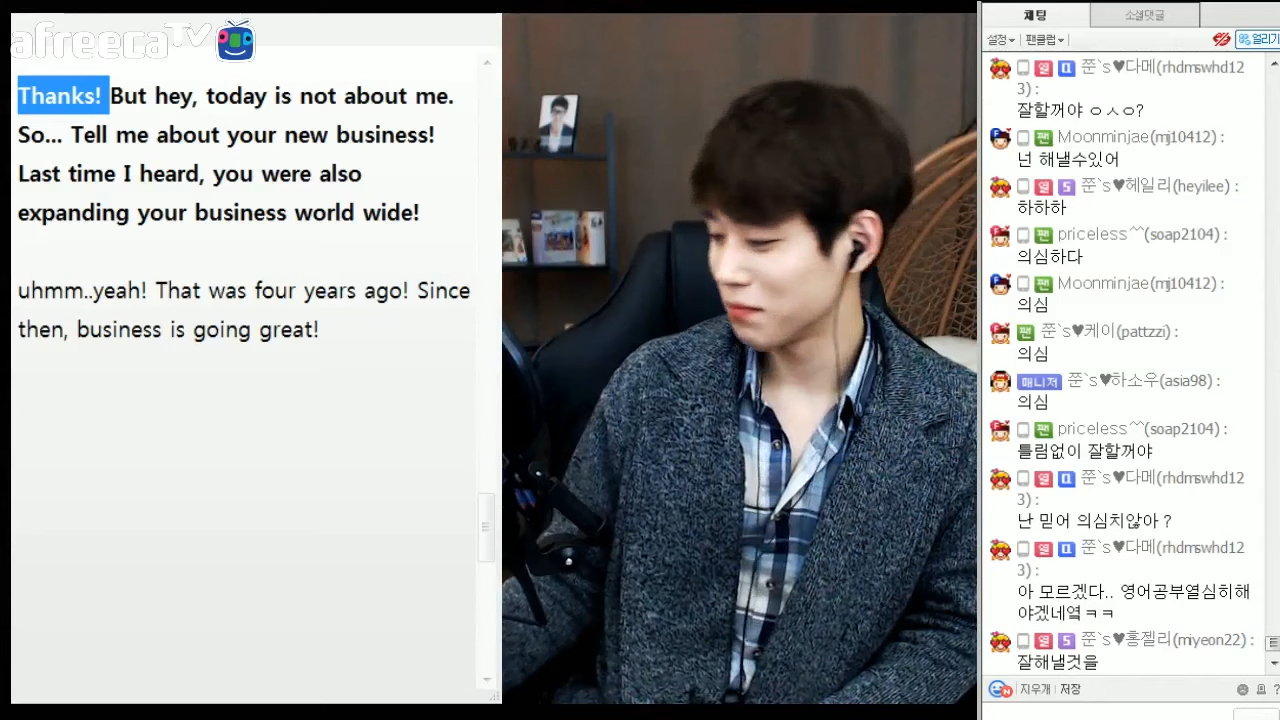 afreecaTV
Thanks! But hey, today is not about me.
So... Tell me about your new business!
Last time I heard, you were also
expanding your business world wide!
uhmm..yeah! That was four years ago! Since
then, business is going great!
채팅
소셜댓글
설정 팬클럽
얼리기
열 쭌`s♥다메(rhdmswhd12
3) :
잘할꺼야 ㅇㅅㅇ?
팬 Moonminjae(mj10412) :
넌 해낼수있어
열 S 쭌`s♥헤일리(heyilee) :
하하하
팬 priceless^^(soap2104) :
의심하다
팬 Moonminjae(mj10412) :
의심
팬 쭌`s♥케이(pattzzi) :
의심
매니저 쭌`s♥하소우(asia98) :
의심
팬 priceless^^(soap2104) :
틀림없이 잘할꺼야
열 쭌`s♥다메(rhdmswhd12
3) :
난 믿어 의심치않아 ?
열 쭌`s♥다메(rhdmswhd12
3) :
아 모르겠다.. 영어공부열심히해
야겠네엌ㅋㅋ
열 S 쭌`s♥홍젤리(miyeon22) :
잘해낼것을
N 지우개 저장 ?